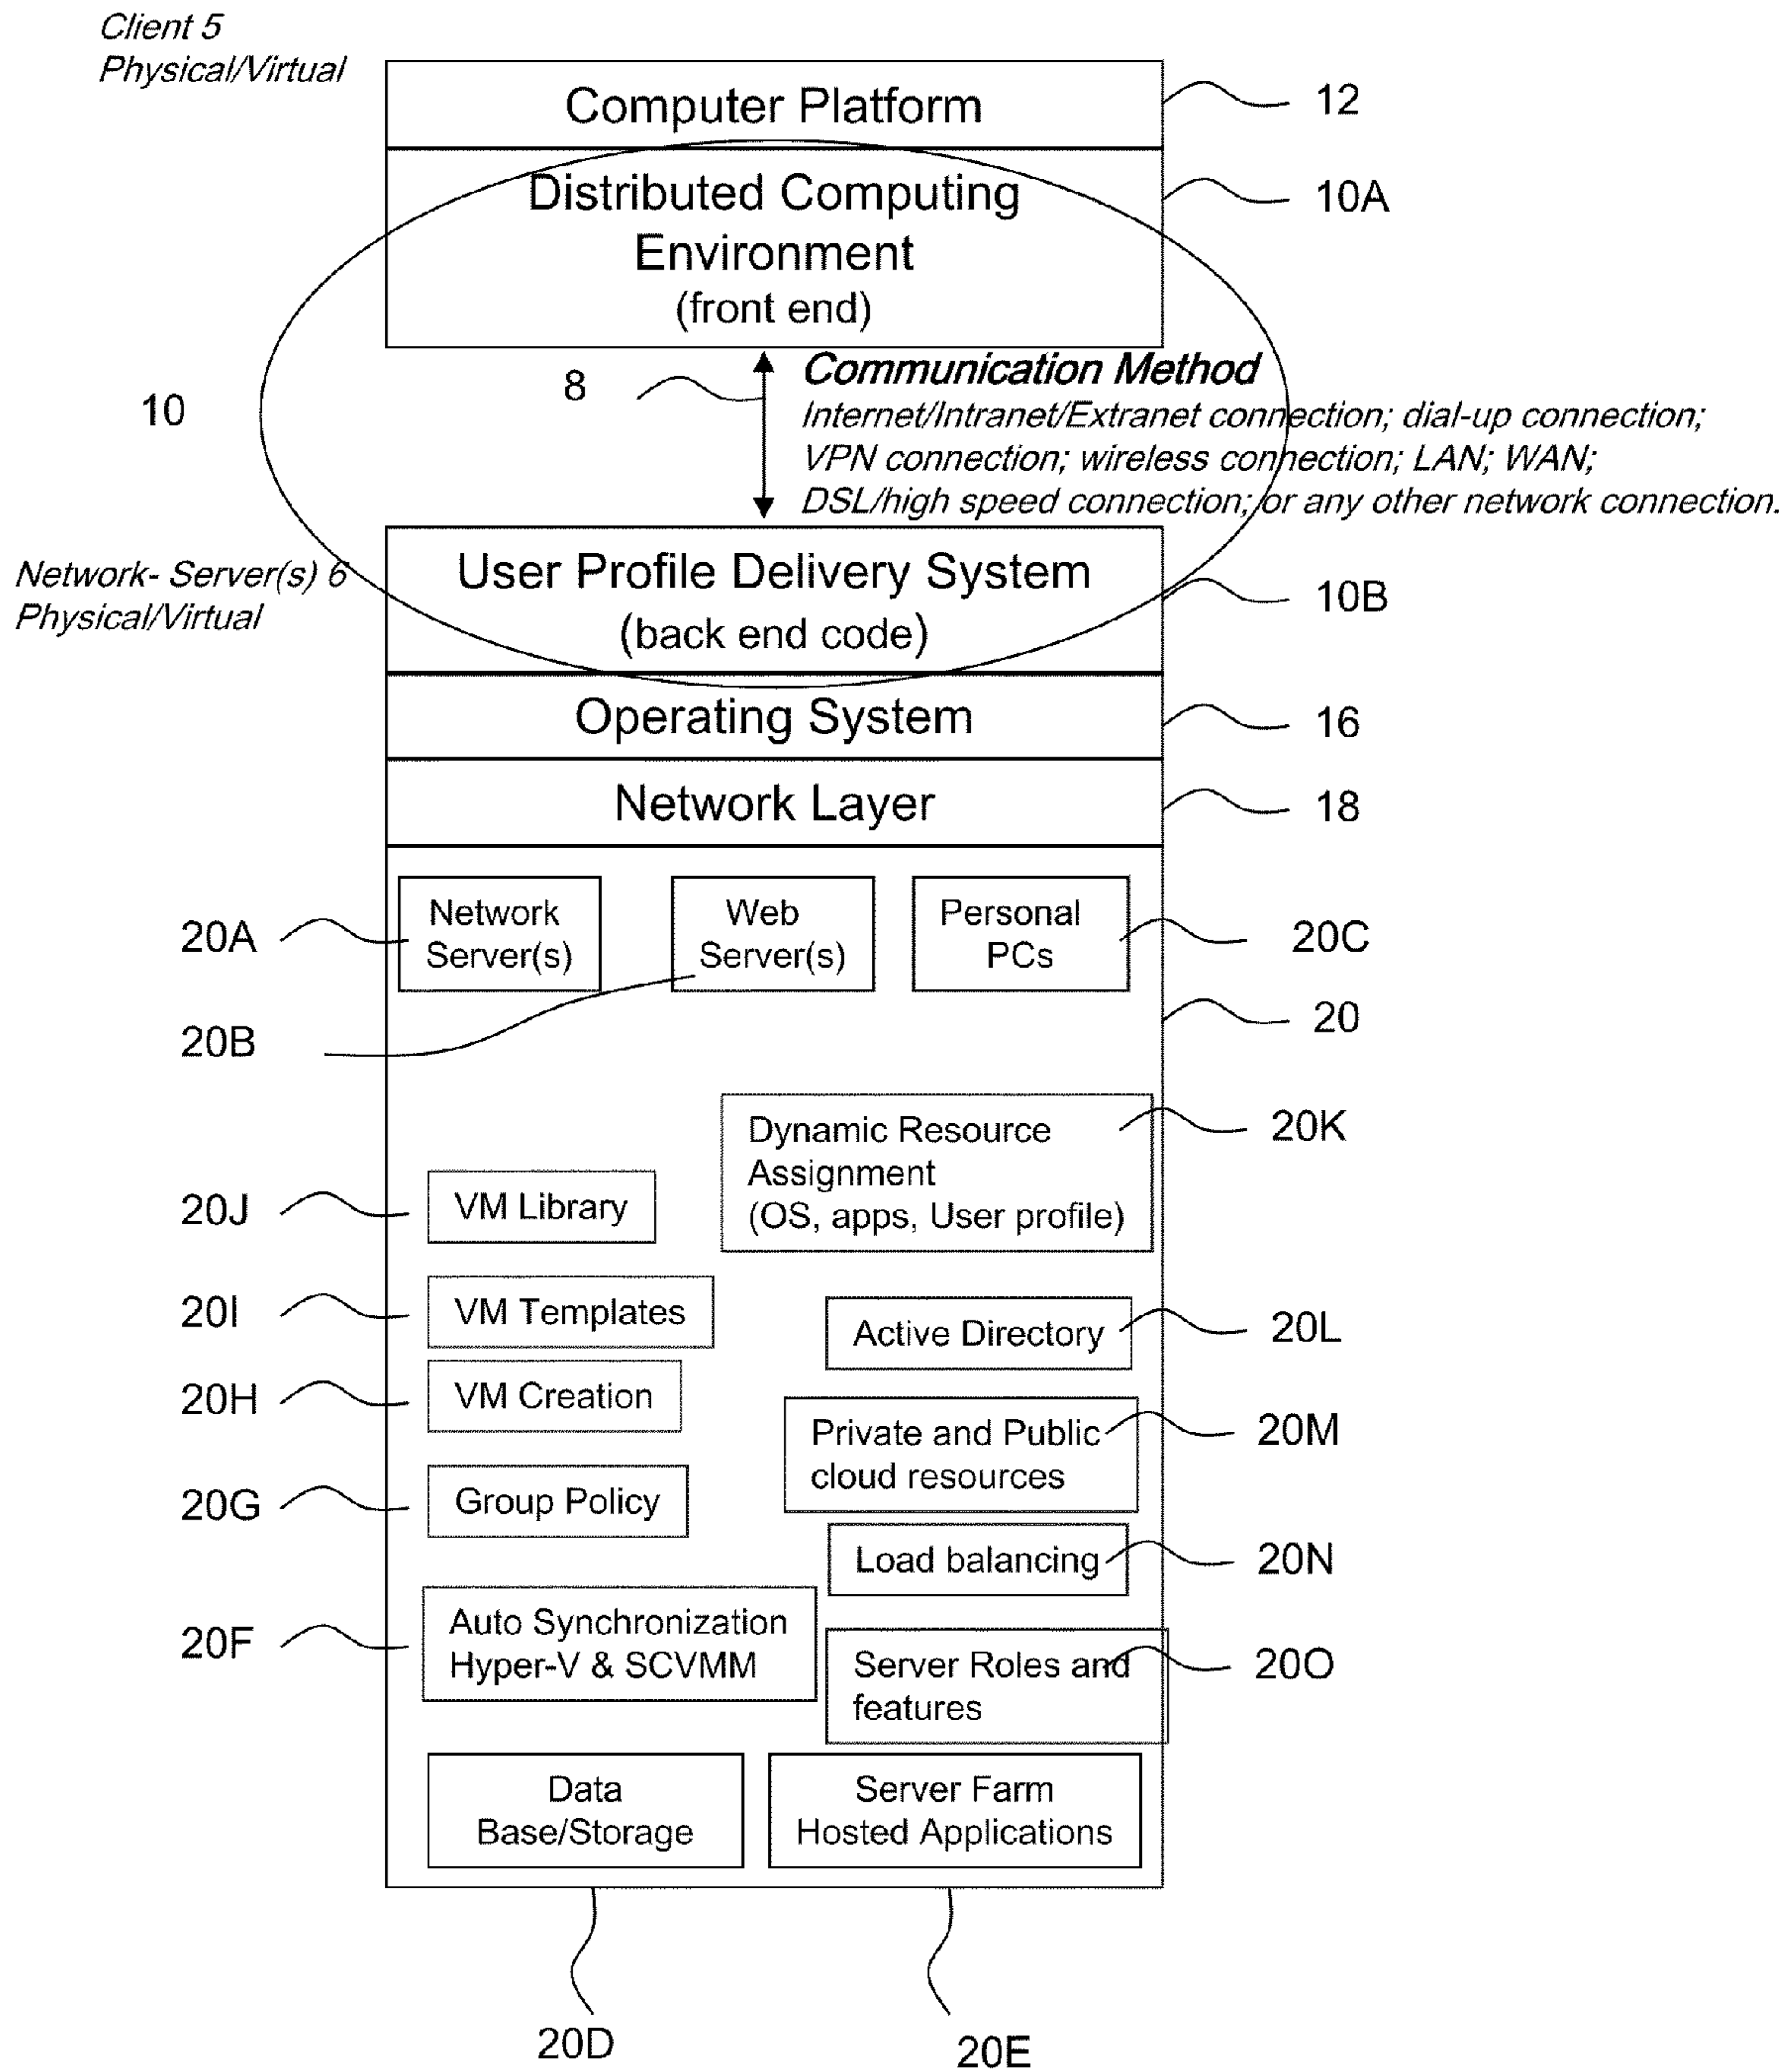 Client 5
Physical/Virtual
Computer Platform
12
Distributed Computing
Environment
(front end)
10A
10
8
Communication Method
Internet/Intranet/Extranet connection; dial-up connection;
VPN connection; wireless connection; LAN; WAN;
DSL/high speed connection; or any other network connection.
Network- Server(s) 6
Physical/Virtual
User Profile Delivery System
(back end code)
10B
Operating System
16
Network Layer
18
20A
Network
Server(s)
Web
Server(s)
Personal
PCs
20C
20B
20
Dynamic Resource
Assignment
(OS, apps, User profile)
20K
20J
VM Library
20I
VM Templates
Active Directory
20L
20H
VM Creation
Private and Public
cloud resources
20M
20G
Group Policy
Load balancing
20N
20F
Auto Synchronization
Hyper-V & SCVMM
Server Roles and
features
20O
Data
Base/Storage
Server Farm
Hosted Applications
20D
20E